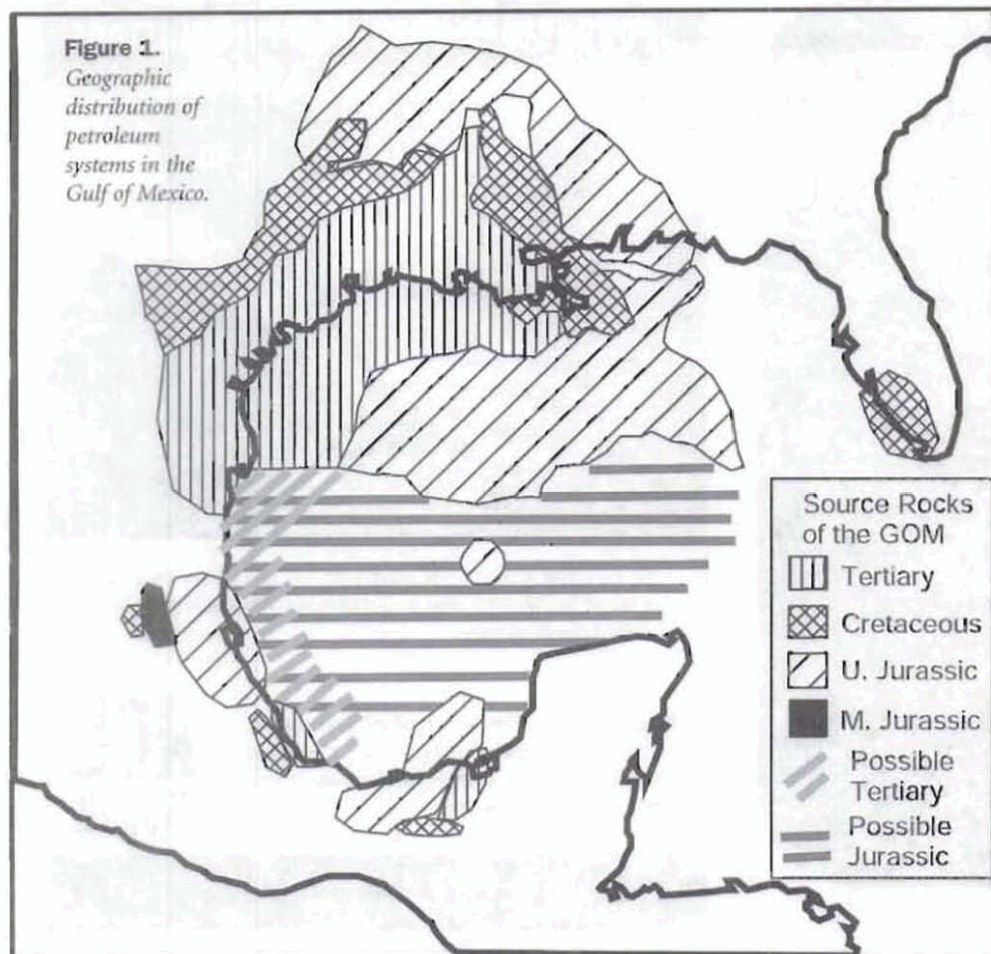 Figure 1.
Geographic
distribution of
petroleum
systems in the
Gulf of Mexico.
Source Rocks
of the GOM
Tertiary
Cretaceous
U. Jurassic
M. Jurassic
Possible
Tertiary
Possible
Jurassic